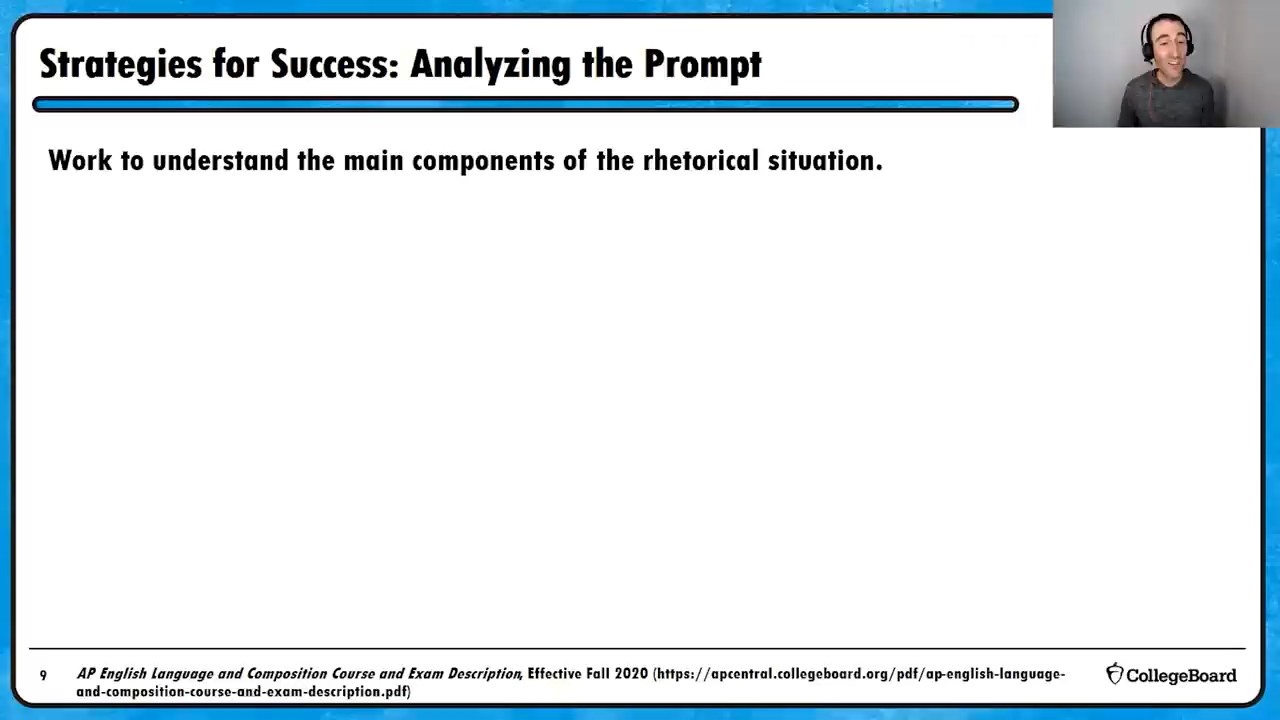 Strategies for Success: Analyzing the Prompt
Work to understand the main components of the rhetorical situation.
9
AP English Language and Composition Course and Exam Description, Effective Fall 2020 (https://apcentral.collegeboard.org/pdf/ap-english-language-
and-composition-course-and-exam-description.pdf)
CollegeBoard